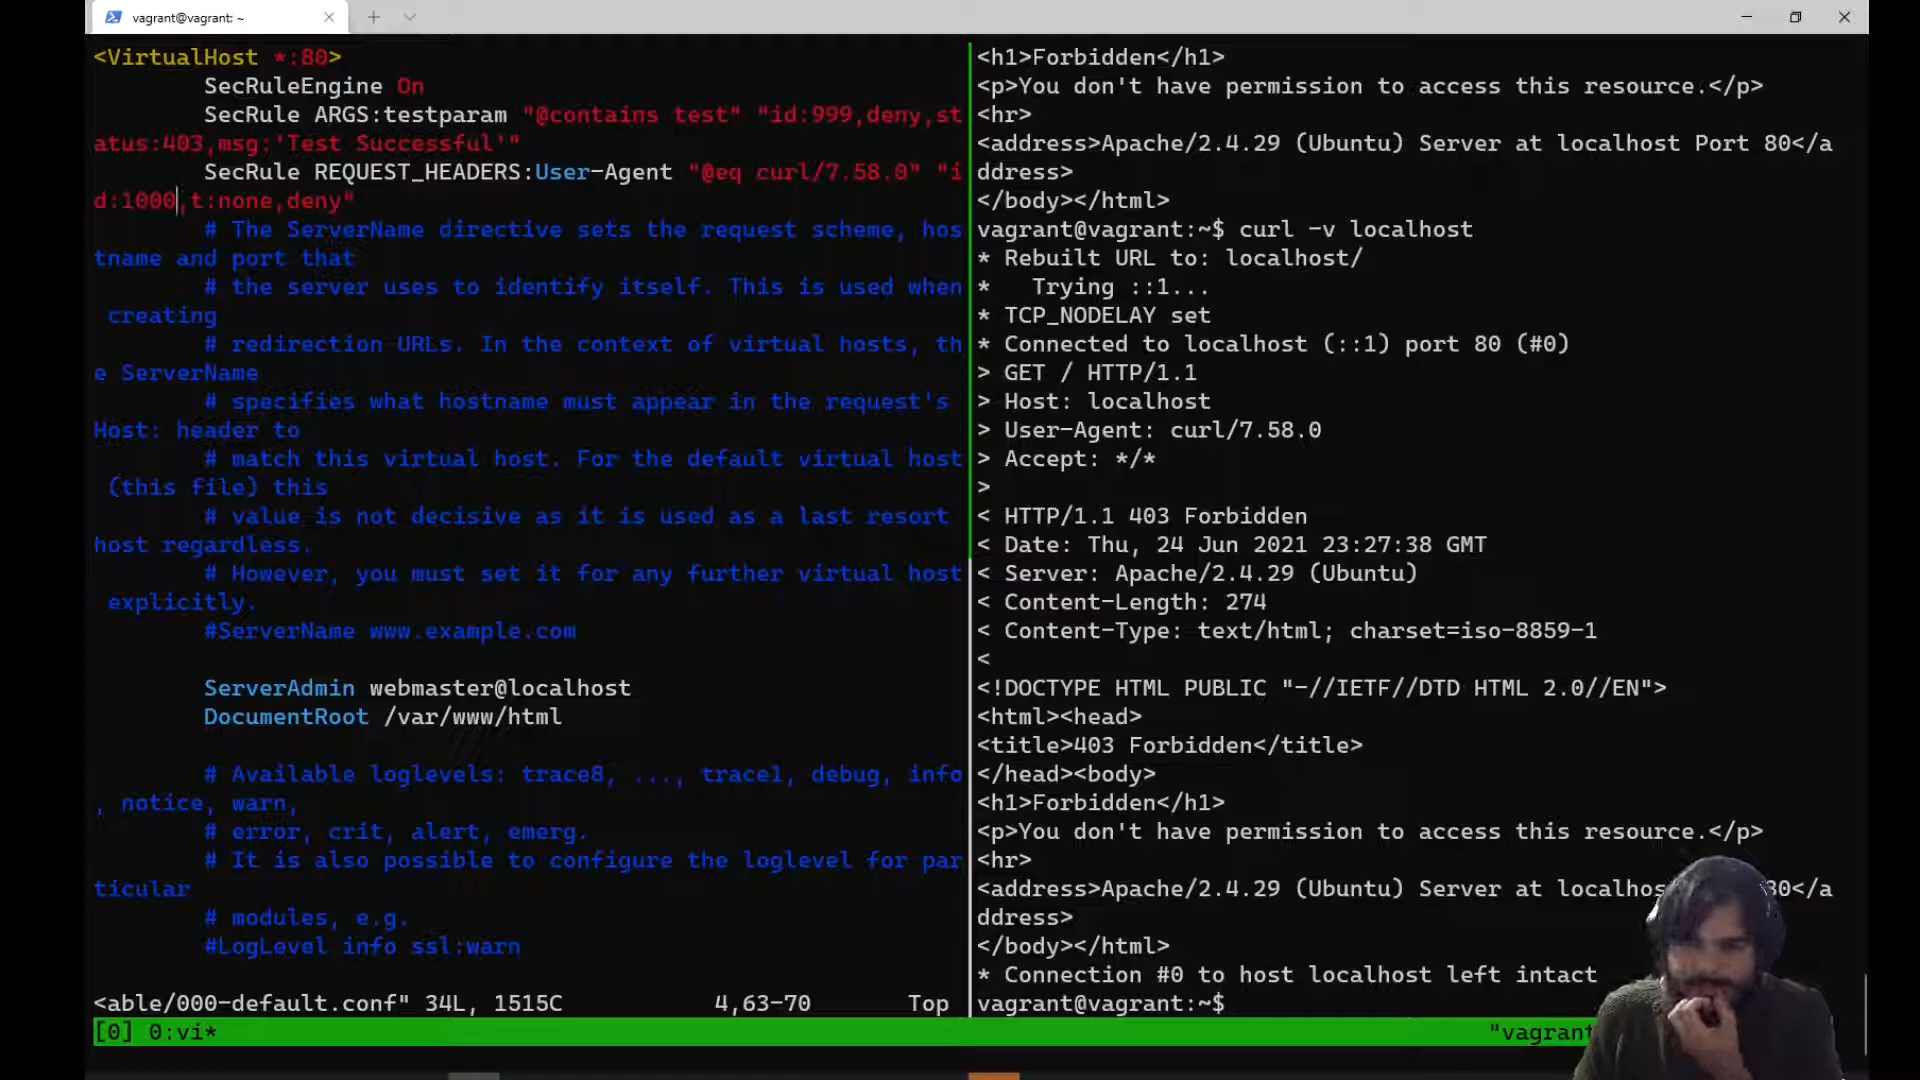 vagrant@vagrant: ~
<VirtualHost *:80>
SecRuleEngine On
SecRule ARGS:testparam "@contains test" "id:999,deny,st
atus:403,msg:'Test Successful'"
SecRule REQUEST_HEADERS:User-Agent "@eq curl/7.58.0" "i
d:1000,t:none,deny"
# The ServerName directive sets the request scheme, hos
tname and port that
# the server uses to identify itself. This is used when
creating
# redirection URLs. In the context of virtual hosts, th
e ServerName
# specifies what hostname must appear in the request's
Host: header to
# match this virtual host. For the default virtual host
(this file) this
# value is not decisive as it is used as a last resort
host regardless.
# However, you must set it for any further virtual host
explicitly.
#ServerName www.example.com
ServerAdmin webmaster@localhost
DocumentRoot /var/www/html
# Available loglevels: trace8, ..., trace1, debug, info
, notice, warn,
# error, crit, alert, emerg.
# It is also possible to configure the loglevel for par
ticular
# modules, e.g.
#LogLevel info ssl:warn
<able/000-default.conf" 34L, 1515C 4,63-70 Top
<h1>Forbidden</h1>
<p>You don't have permission to access this resource.</p>
<hr>
<address>Apache/2.4.29 (Ubuntu) Server at localhost Port 80</a
ddress>
</body></html>
vagrant@vagrant:~$ curl -v localhost
* Rebuilt URL to: localhost/
*   Trying ::1...
* TCP_NODELAY set
* Connected to localhost (::1) port 80 (#0)
> GET / HTTP/1.1
> Host: localhost
> User-Agent: curl/7.58.0
> Accept: */*
>
< HTTP/1.1 403 Forbidden
< Date: Thu, 24 Jun 2021 23:27:38 GMT
< Server: Apache/2.4.29 (Ubuntu)
< Content-Length: 274
< Content-Type: text/html; charset=iso-8859-1
<
<!DOCTYPE HTML PUBLIC "-//IETF//DTD HTML 2.0//EN">
<html><head>
<title>403 Forbidden</title>
</head><body>
<h1>Forbidden</h1>
<p>You don't have permission to access this resource.</p>
<hr>
<address>Apache/2.4.29 (Ubuntu) Server at 80</a
ddress>
</body></html>
* Connection #0 to host localhost left intact
vagrant@vagrant:~$
[0] 0:vi* "vagrant